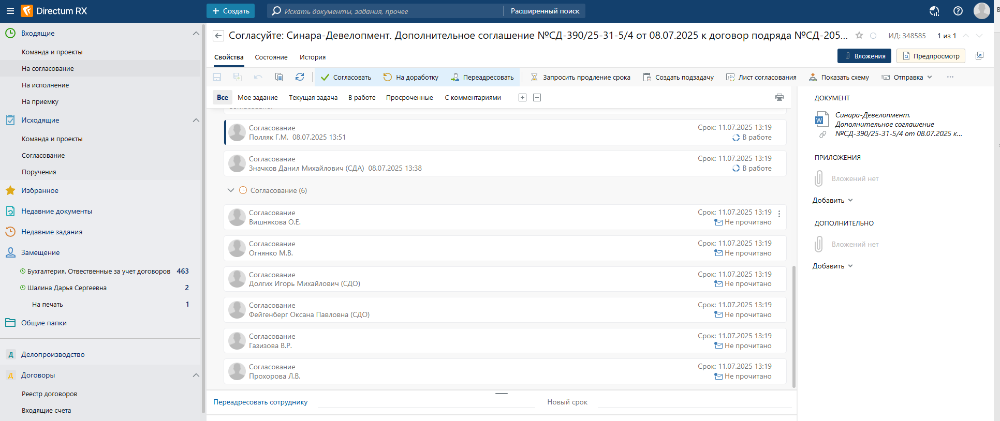 Directum RX
Создать
Искать документы, задания, прочее
Расширенный поиск
Входящие
Команда и проекты
На согласование
На исполнение
На приемку
Исходящие
Команда и проекты
Согласование
Поручения
Избранное
Недавние документы
Недавние задания
Замещение
Бухгалтерия. Отвественные за учет договоров 463
Шалина Дарья Сергеевна 2
На печать 1
Общие папки
Д Делопроизводство
Д Договоры
Реестр договоров
Входящие счета
Согласуйте: Синара-Девелопмент. Дополнительное соглашение №СД-390/25-31-5/4 от 08.07.2025 к договор подряда №СД-205...
ИД: 348585
1 из 1
Свойства
Состояние
История
Вложения
Предпросмотр
Согласовать
На доработку
Переадресовать
Запросить продление срока
Создать подзадачу
Лист согласования
Показать схему
Отправка
Все
Мое задание
Текущая задача
В работе
Просроченные
С комментариями
Согласование
Срок: 11.07.2025 13:19
Полляк Г.М. 08.07.2025 13:51
В работе
Согласование
Срок: 11.07.2025 13:19
Значков Данил Михайлович (СДА) 08.07.2025 13:38
В работе
Согласование (6)
Согласование
Срок: 11.07.2025 13:19
Вишнякова О.Е.
Не прочитано
Согласование
Срок: 11.07.2025 13:19
Огнянко М.В.
Не прочитано
Согласование
Срок: 11.07.2025 13:19
Долгих Игорь Михайлович (СДО)
Не прочитано
Согласование
Срок: 11.07.2025 13:19
Фейгенберг Оксана Павловна (СДО)
Не прочитано
Согласование
Срок: 11.07.2025 13:19
Газизова В.Р.
Не прочитано
Согласование
Срок: 11.07.2025 13:19
Прохорова Л.В.
Не прочитано
Переадресовать сотруднику
Новый срок
ДОКУМЕНТ
W
Синара-Девелопмент.
Дополнительное соглашение
№СД-390/25-31-5/4 от 08.07.2025 к...
ПРИЛОЖЕНИЯ
Вложений нет
Добавить
ДОПОЛНИТЕЛЬНО
Вложений нет
Добавить